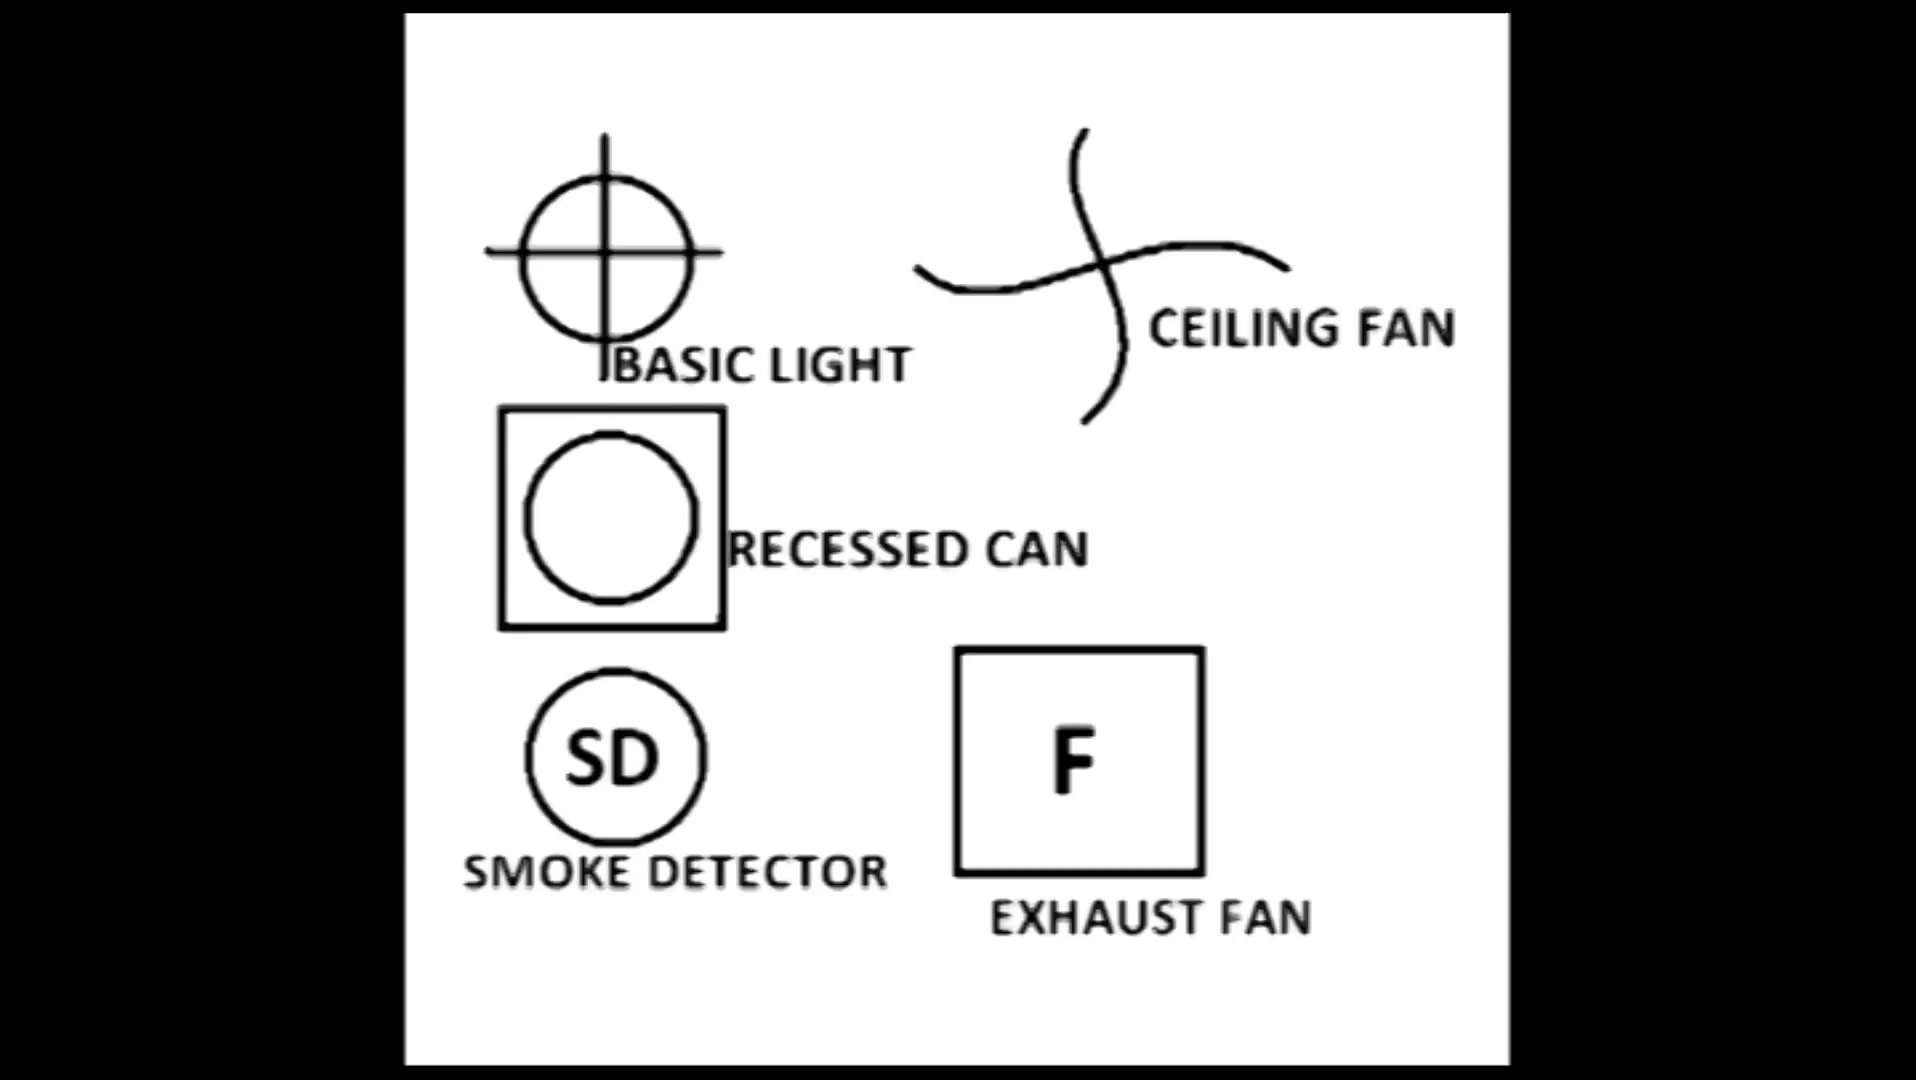 BASIC LIGHT
CEILING FAN
RECESSED CAN
SD
SMOKE DETECTOR
F
EXHAUST FAN